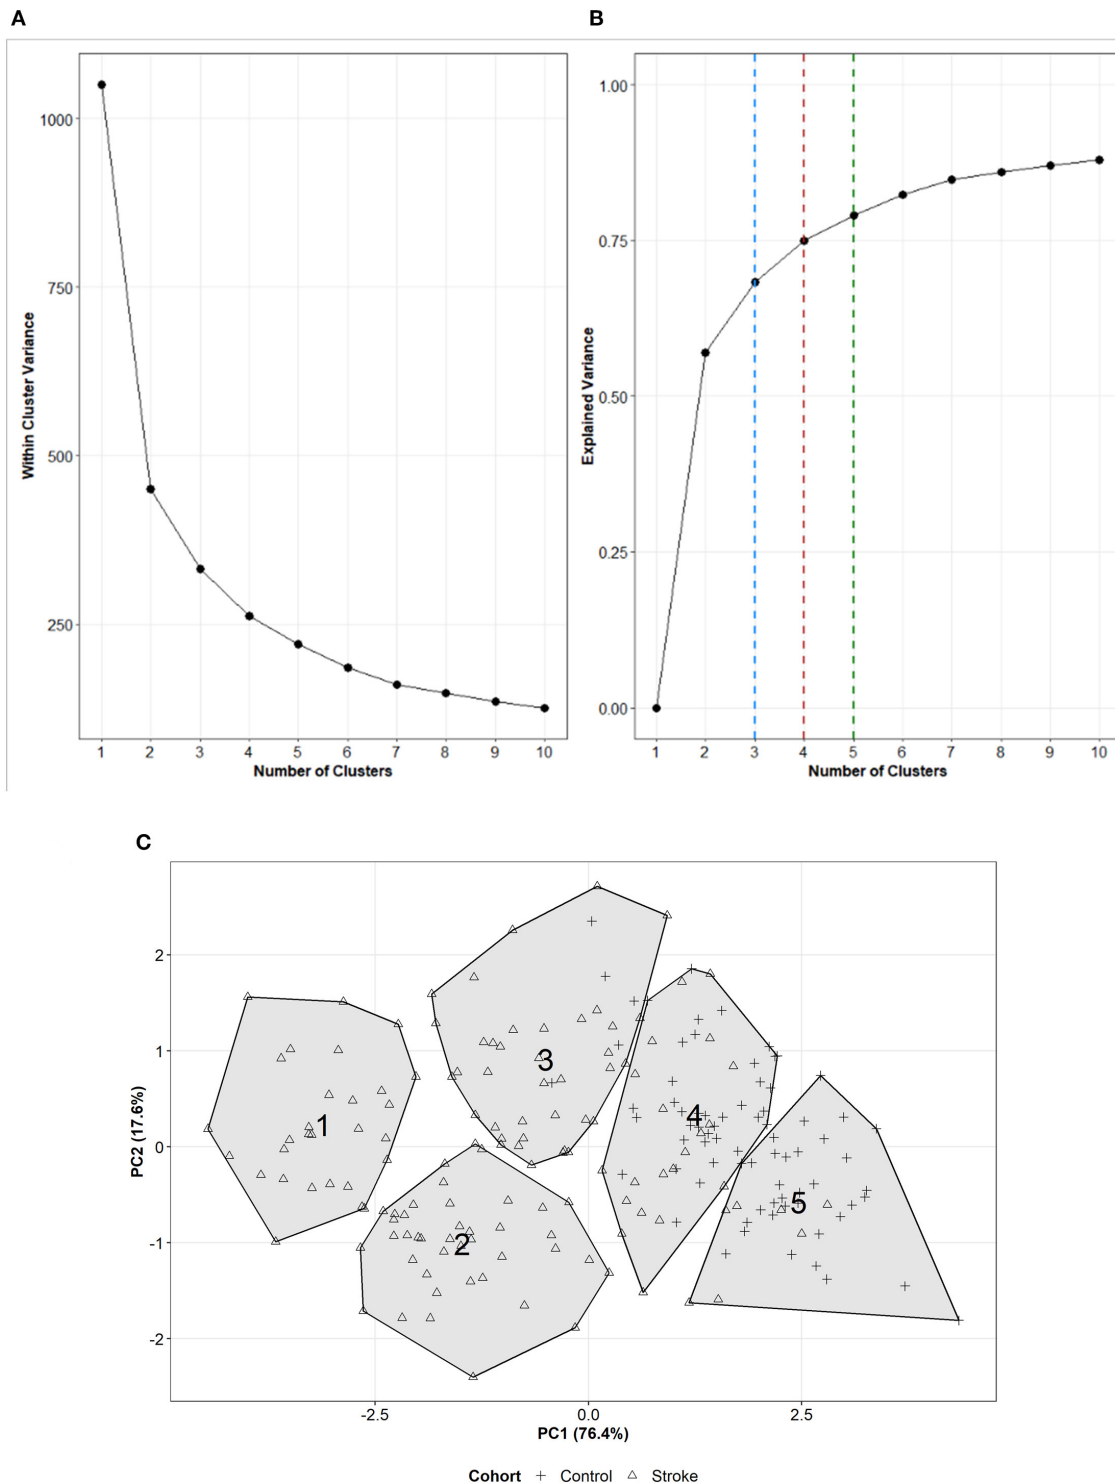 A
B
1000
750
500
250
Within Cluster Variance
1 2 3 4 5 6 7 8 9 10
Number of Clusters
1.00
0.75
0.50
0.25
0.00
Explained Variance
1 2 3 4 5 6 7 8 9 10
Number of Clusters
C
2
1
0
-1
-2
PC2 (17.6%)
3
1
4
5
2
-2.5 0.0 2.5
PC1 (76.4%)
Cohort Control Stroke